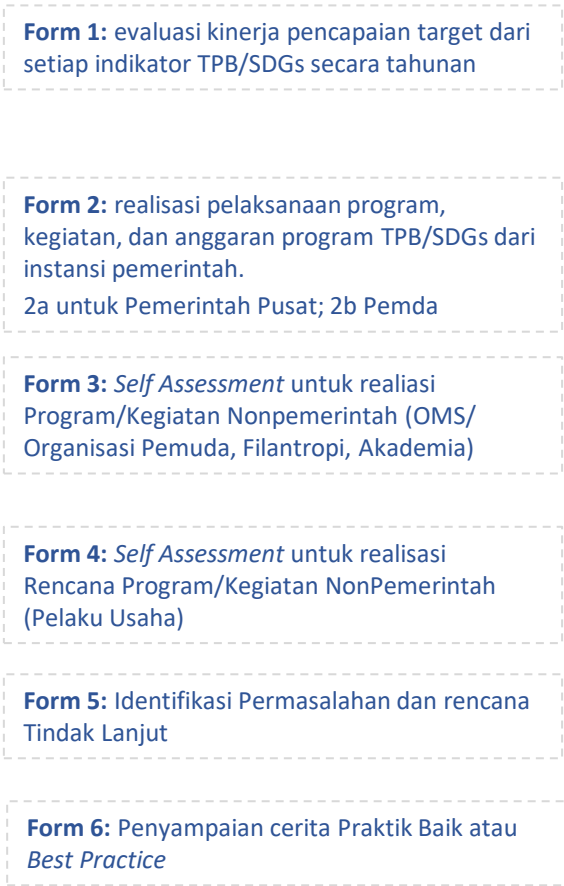 Form 1: evaluasi kinerja pencapaian target dari
setiap indikator TPB/SDGs secara tahunan
Form 2: realisasi pelaksanaan program,
kegiatan, dan anggaran program TPB/SDGs dari
instansi pemerintah.
2a untuk Pemerintah Pusat; 2b Pemda
Form 3: Self Assessment untuk realiasi
Program/Kegiatan Nonpemerintah (OMS/
Organisasi Pemuda, Filantropi, Akademia)
Form 4: Self Assessment untuk realisasi
Rencana Program/Kegiatan NonPemerintah
(Pelaku Usaha)
Form 5: Identifikasi Permasalahan dan rencana
Tindak Lanjut
Form 6: Penyampaian cerita Praktik Baik atau
Best Practice